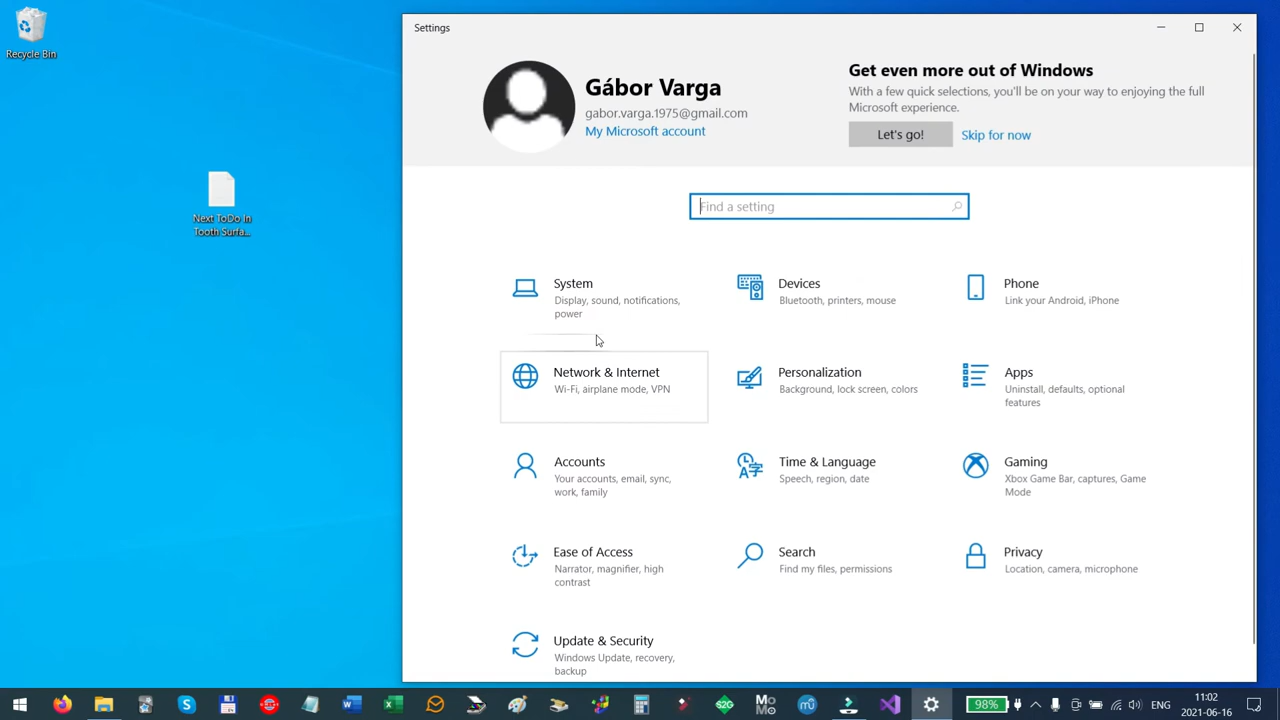 Recycle Bin
Next ToDo In
Tooth Surfa...
Settings
Gábor Varga
gabor.varga.1975@gmail.com
My Microsoft account
Get even more out of Windows
With a few quick selections, you'll be on your way to enjoying the full
Microsoft experience.
Let's go!
Skip for now
Find a setting
System
Display, sound, notifications,
power
Devices
Bluetooth, printers, mouse
Phone
Link your Android, iPhone
Network & Internet
Wi-Fi, airplane mode, VPN
Personalization
Background, lock screen, colors
Apps
Uninstall, defaults, optional
features
Accounts
Your accounts, email, sync,
work, family
Time & Language
Speech, region, date
Gaming
Xbox Game Bar, captures, Game
Mode
Ease of Access
Narrator, magnifier, high
contrast
Search
Find my files, permissions
Privacy
Location, camera, microphone
Update & Security
Windows Update, recovery,
backup
S2G
MO
98%
ENG
11:02
2021-06-16